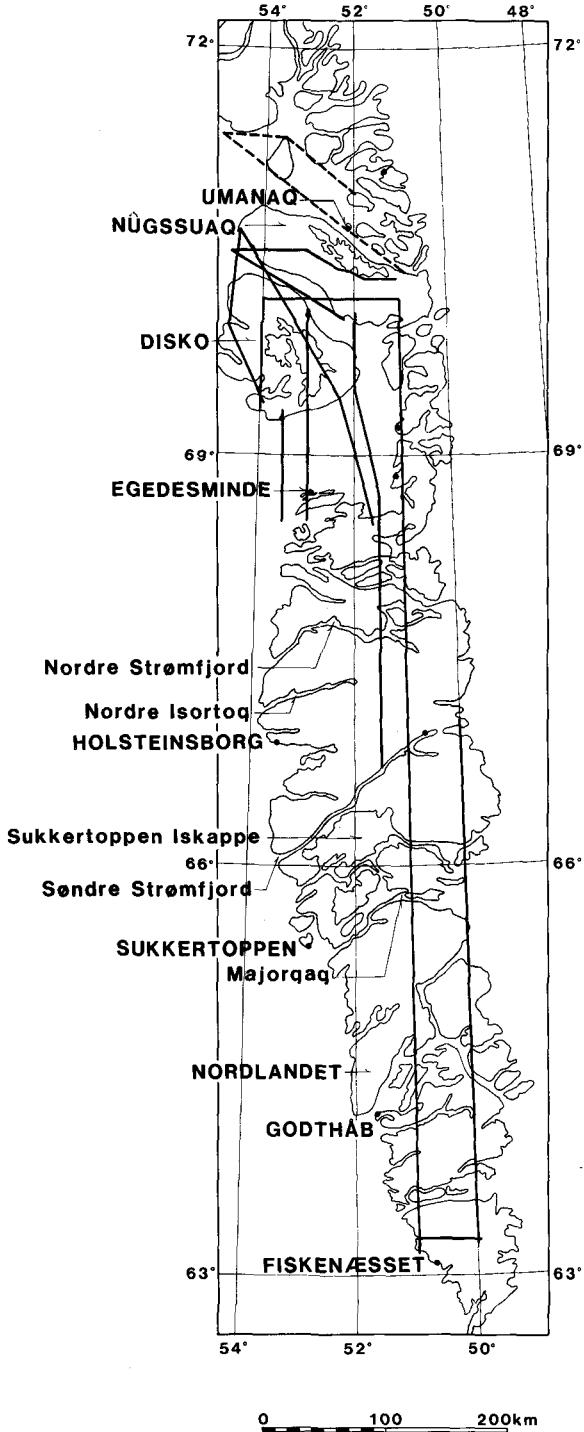 54° 52° 50° 48°
72° 72°
UMANAQ
NÛGSSUAQ
DISKO
69° 69°
EGEDESMINDE
Nordre Strømfjord
Nordre Isortoq
HOLSTEINSBORG
Sukkertoppen Iskappe
66° 66°
Søndre Strømfjord
SUKKERTOPPEN
Majorqaq
NORDLANDET
GODTHÅB
FISKENÆSSET
63° 63°
54° 52° 50°
0 100 200km